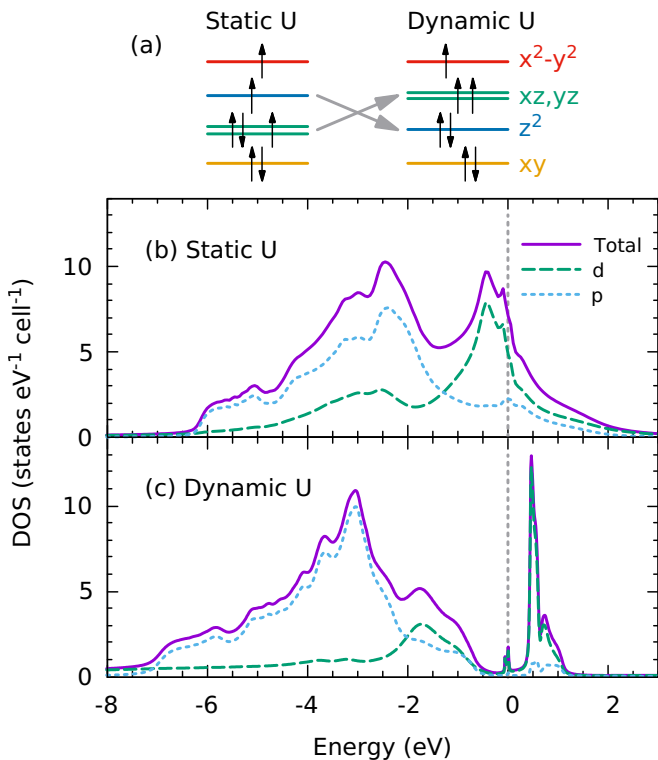 (a)
Static U
Dynamic U
x²-y²
xz,yz
z²
xy
DOS (states eV⁻¹ cell⁻¹)
(b) Static U
Total
d
p
10
5
0
(c) Dynamic U
10
5
0
-8 -6 -4 -2 0 2
Energy (eV)